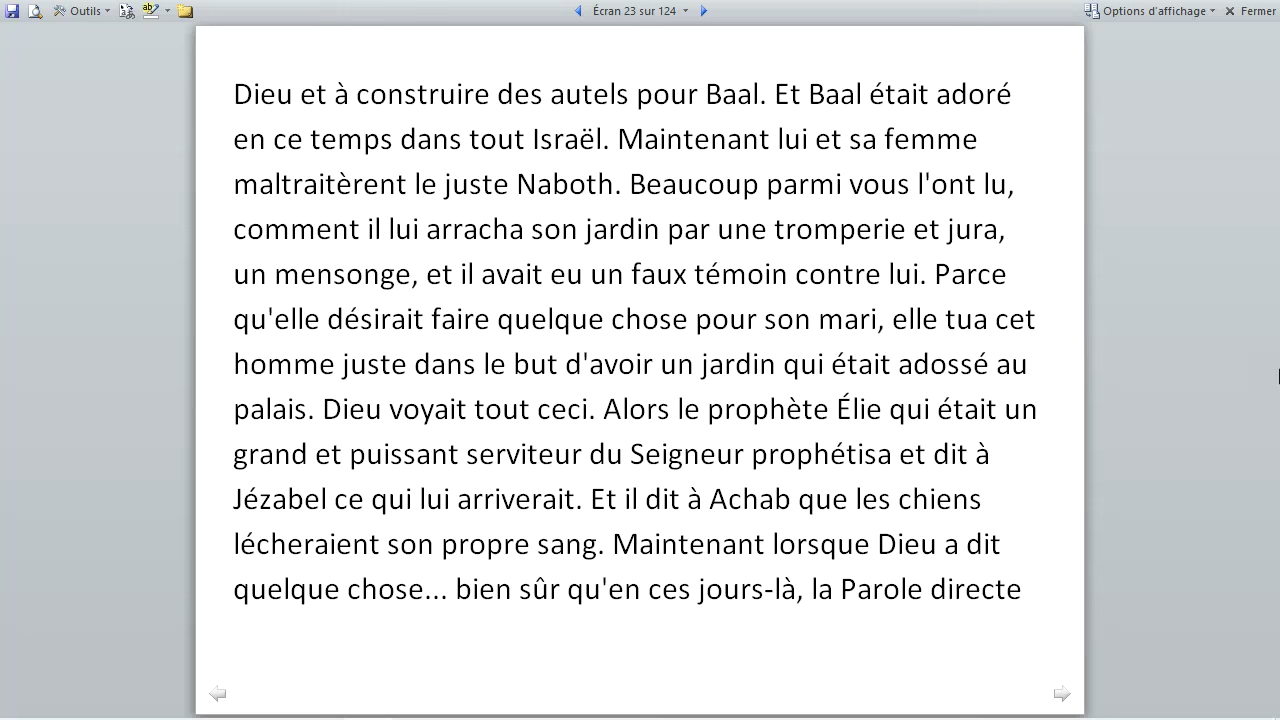 Outils
Écran 23 sur 124
Options d'affichage
Fermer
Dieu et à construire des autels pour Baal. Et Baal était adoré
en ce temps dans tout Israël. Maintenant lui et sa femme
maltraitèrent le juste Naboth. Beaucoup parmi vous l'ont lu,
comment il lui arracha son jardin par une tromperie et jura,
un mensonge, et il avait eu un faux témoin contre lui. Parce
qu'elle désirait faire quelque chose pour son mari, elle tua cet
homme juste dans le but d'avoir un jardin qui était adossé au
palais. Dieu voyait tout ceci. Alors le prophète Élie qui était un
grand et puissant serviteur du Seigneur prophétisa et dit à
Jézabel ce qui lui arriverait. Et il dit à Achab que les chiens
lécheraient son propre sang. Maintenant lorsque Dieu a dit
quelque chose... bien sûr qu'en ces jours-là, la Parole directe